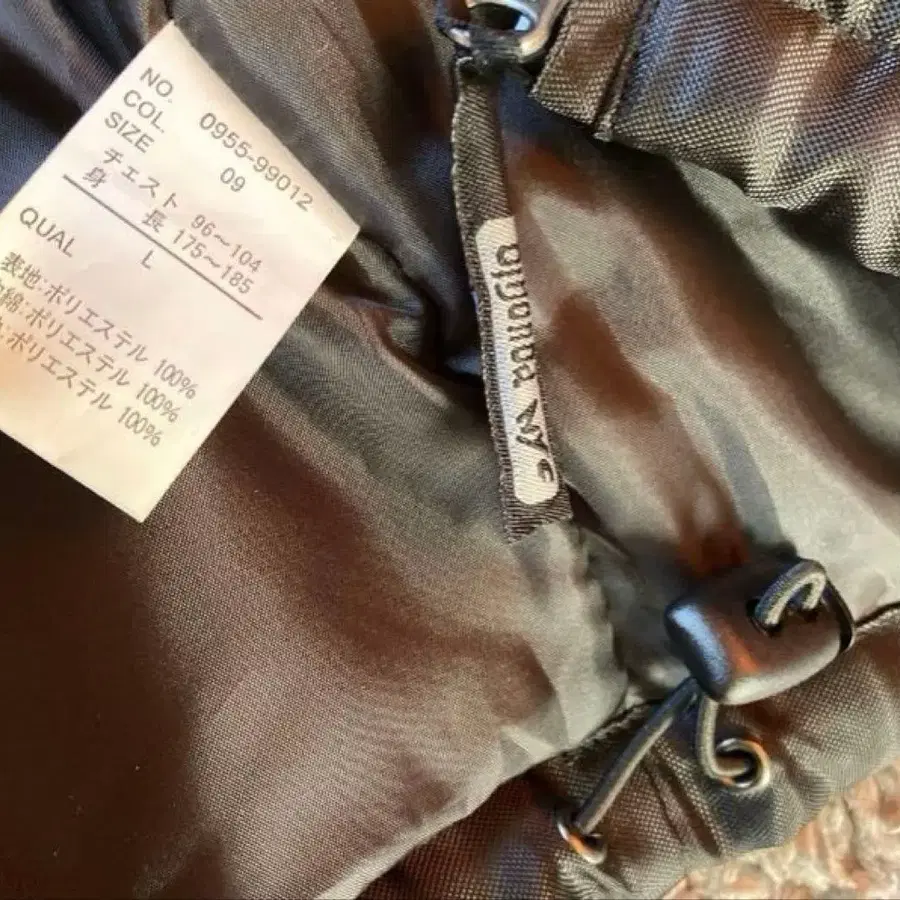 NO. 0955-99012
COL. 09
SIZE
チェスト 96〜104
身 長 175〜185
L
QUAL
表地:ポリエステル 100%
綿:ポリエステル 100%
ポリエステル 100%